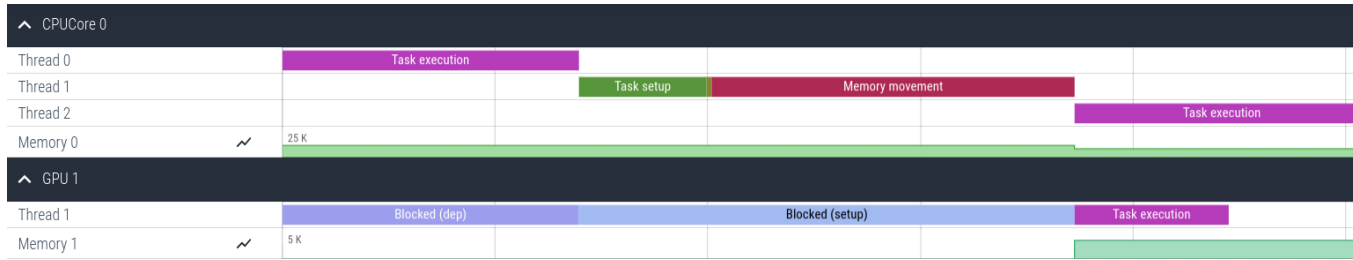 CPUCore 0
Thread 0 Task execution
Thread 1 Task setup Memory movement
Thread 2 Task execution
Memory 0 25 K
GPU 1
Thread 1 Blocked (dep) Blocked (setup) Task execution
Memory 1 5 K